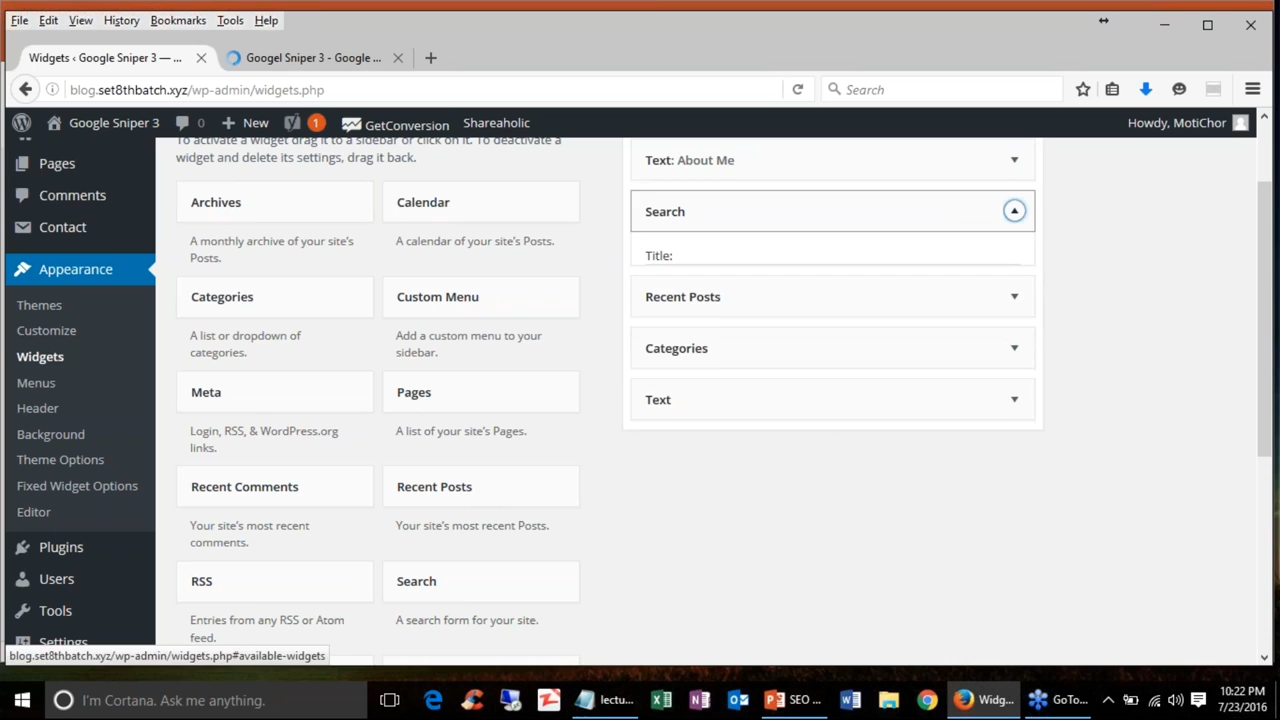 File Edit View History Bookmarks Tools Help
Widgets ‹ Google Sniper 3 — ...
Googel Sniper 3 - Google ...
blog.set8thbatch.xyz/wp-admin/widgets.php
Search
Google Sniper 3 0 New 1 GetConversion Shareaholic Howdy, MotiChor
Pages
Comments
Contact
Appearance
Themes
Customize
Widgets
Menus
Header
Background
Theme Options
Fixed Widget Options
Editor
Plugins
Users
Tools
Settings
To activate a widget drag it to a sidebar or click on it. To deactivate a
widget and delete its settings, drag it back.
Archives
A monthly archive of your site's
Posts.
Calendar
A calendar of your site's Posts.
Categories
A list or dropdown of
categories.
Custom Menu
Add a custom menu to your
sidebar.
Meta
Login, RSS, & WordPress.org
links.
Pages
A list of your site's Pages.
Recent Comments
Your site's most recent
comments.
Recent Posts
Your site's most recent Posts.
RSS
Entries from any RSS or Atom
feed.
Search
A search form for your site.
Text: About Me
Search
Title:
Recent Posts
Categories
Text
blog.set8thbatch.xyz/wp-admin/widgets.php#available-widgets
I'm Cortana. Ask me anything.
lectu...
SEO ...
Widg...
GoTo...
10:22 PM
7/23/2016